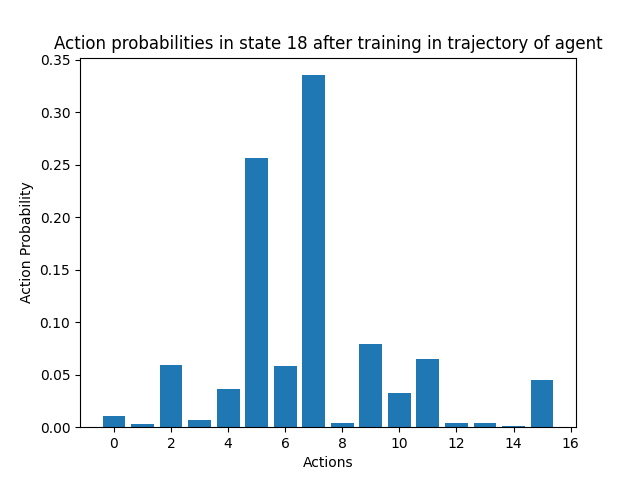 Action probabilities in state 18 after training in trajectory of agent
0.35
0.30
0.25
0.20
0.15
0.10
0.05
0.00
Action Probability
0 2 4 6 8 10 12 14 16
Actions